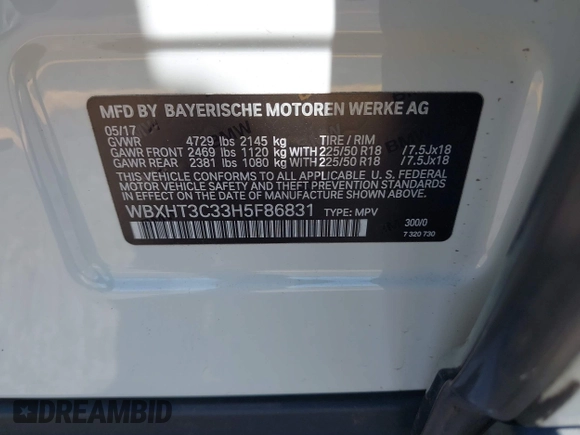 MFD BY BAYERISCHE MOTOREN WERKE AG
05/17
GVWR 4729 lbs 2145 kg TIRE / RIM
GAWR FRONT 2469 lbs 1120 kg WITH 225/50 R18 /7.5Jx18
GAWR REAR 2381 lbs 1080 kg WITH 225/50 R18 /7.5Jx18
THIS VEHICLE CONFORMS TO ALL APPLICABLE U.S. FEDERAL
MOTOR VEHICLE SAFETY, BUMPER, AND THEFT PREVENTION
STANDARDS IN EFFECT ON THE DATE OF MANUFACTURE SHOWN ABOVE.
WBXHT3C33H5F86831 TYPE: MPV
300/0
7 320 730
DREAMBID